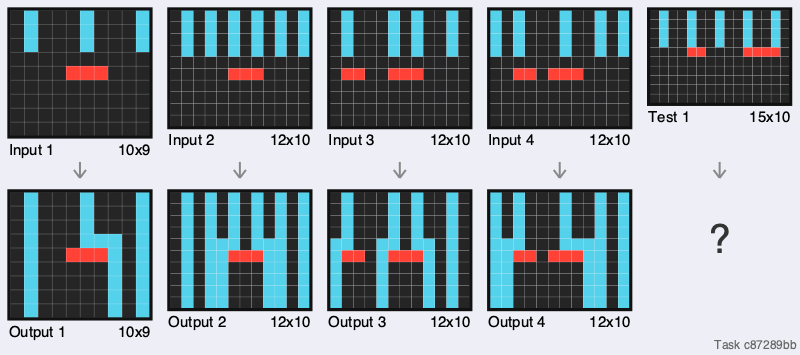 Input 1 10x9
Input 2 12x10
Input 3 12x10
Input 4 12x10
Test 1 15x10
?
Output 1 10x9
Output 2 12x10
Output 3 12x10
Output 4 12x10
Task c87289bb